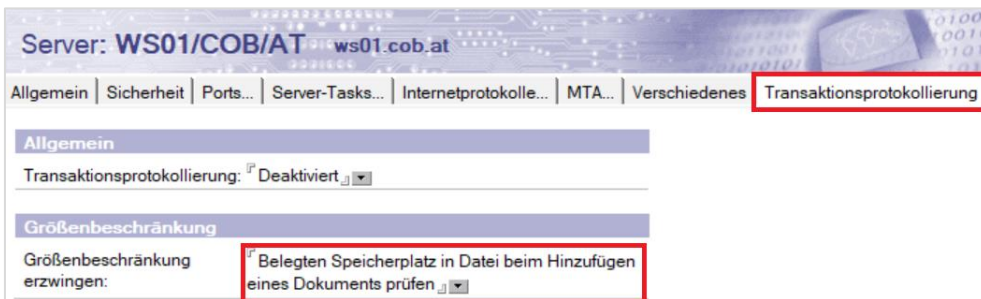 Server: WS01/COB/AT ws01.cob.at
Allgemein | Sicherheit | Ports... | Server-Tasks... | Internetprotokolle... | MTA... | Verschiedenes Transaktionsprotokollierung
Allgemein
Transaktionsprotokollierung: Deaktiviert
Größenbeschränkung
Größenbeschränkung Belegten Speicherplatz in Datei beim Hinzufügen
erzwingen: eines Dokuments prüfen